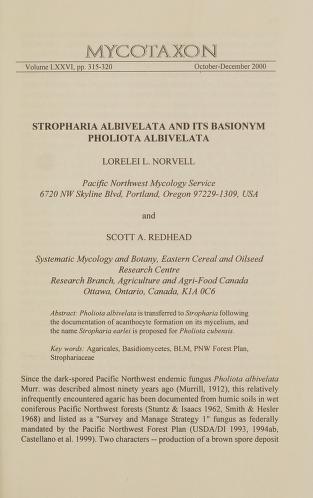 MYCOTAXON
Volume LXXVI, pp. 315-320 October-December 2000
STROPHARIA ALBIVELATA AND ITS BASIONYM
PHOLIOTA ALBIVELATA
LORELEI L. NORVELL
Pacific Northwest Mycology Service
6720 NW Skyline Blvd, Portland, Oregon 97229-1309, USA
and
SCOTT A. REDHEAD
Systematic Mycology and Botany, Eastern Cereal and Oilseed
Research Centre
Research Branch, Agriculture and Agri-Food Canada
Ottawa, Ontario, Canada, K1A 0C6
Abstract: Pholiota albivelata is transferred to Stropharia following
the documentation of acanthocyte formation on its mycelium, and
the name Stropharia earlei is proposed for Pholiota cubensis.
Key words: Agaricales, Basidiomycetes, BLM, PNW Forest Plan,
Strophariaceae
Since the dark-spored Pacific Northwest endemic fungus Pholiota albivelata
Murr. was described almost ninety years ago (Murrill, 1912), this relatively
infrequently encountered agaric has been documented from humic soils in wet
coniferous Pacific Northwest forests (Stuntz & Isaacs 1962, Smith & Hesler
1968) and listed as a "Survey and Manage Strategy 1" fungus as federally
mandated by the Pacific Northwest Forest Plan (USDA/DI 1993, 1994ab,
Castellano et al. 1999). Two characters -- production of a brown spore deposit